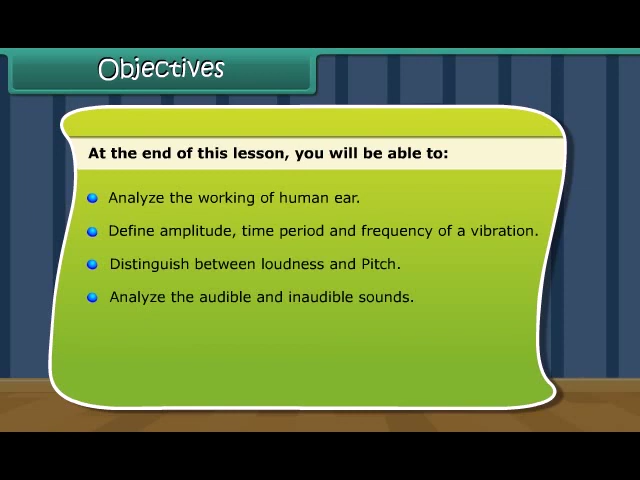 Objectives
At the end of this lesson, you will be able to:
Analyze the working of human ear.
Define amplitude, time period and frequency of a vibration.
Distinguish between loudness and Pitch.
Analyze the audible and inaudible sounds.